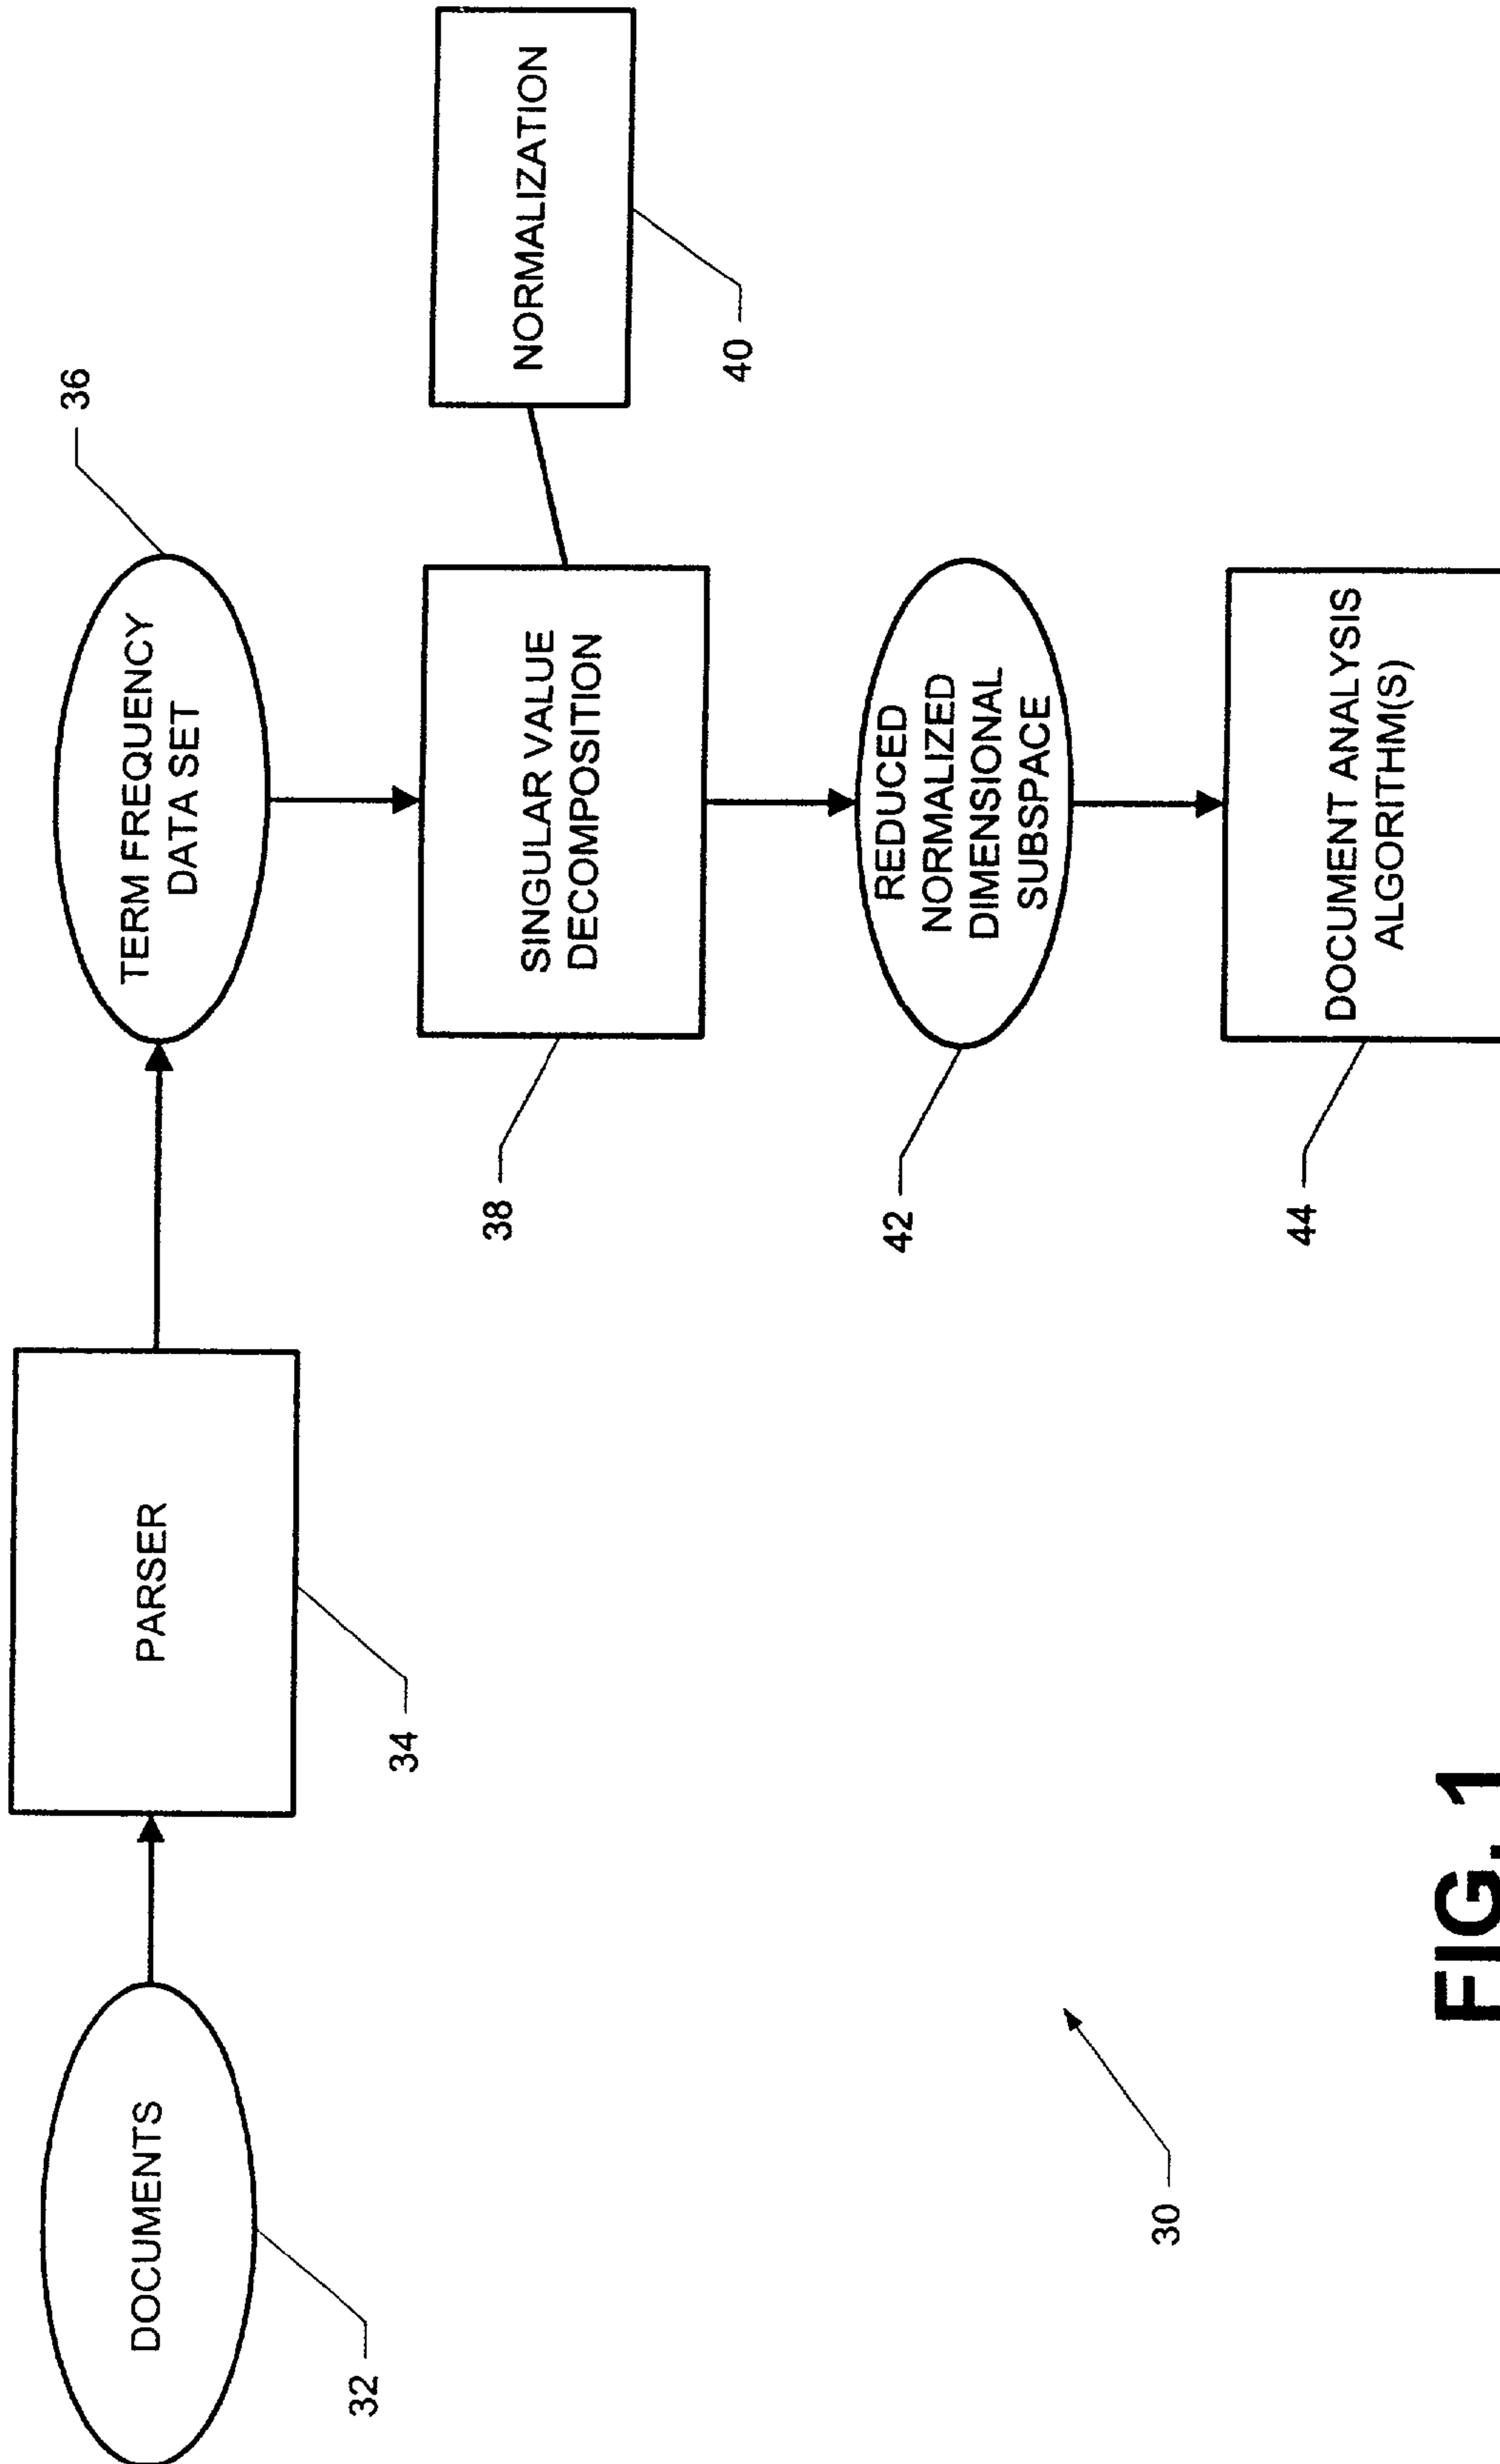 DOCUMENTS
32
PARSER
34
TERM FREQUENCY
DATA SET
36
SINGULAR VALUE
DECOMPOSITION
38
NORMALIZATION
40
REDUCED
NORMALIZED
DIMENSIONAL
SUBSPACE
42
DOCUMENT ANALYSIS
ALGORITHM(S)
44
30
FIG. 1